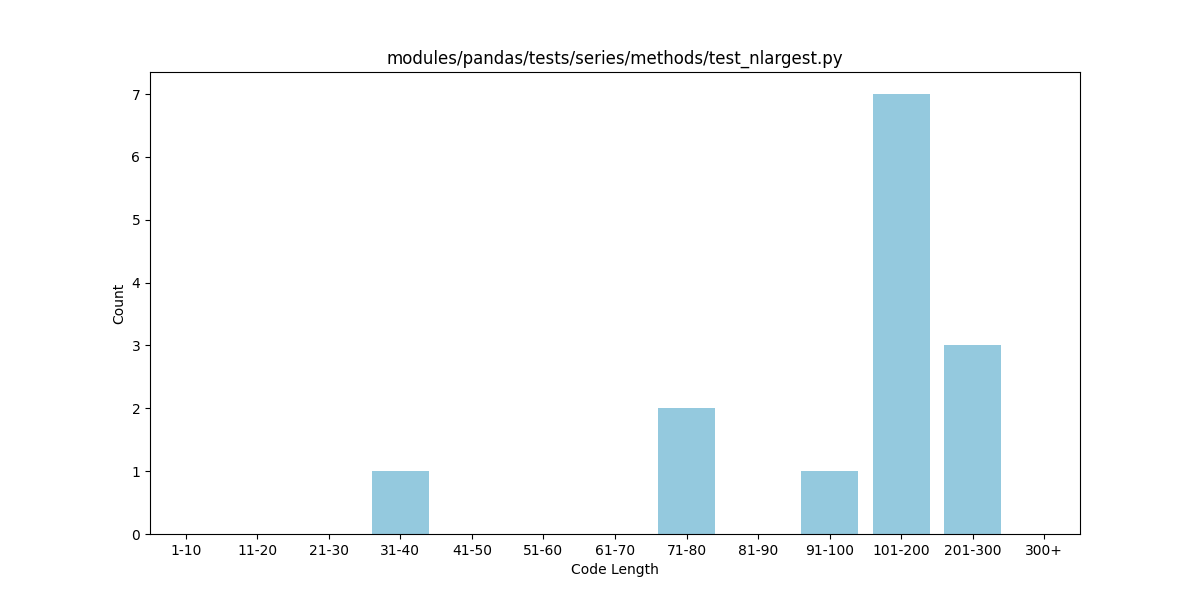 modules/pandas/tests/series/methods/test_nlargest.py
7
6
5
4
3
2
1
0
Count
1-10 11-20 21-30 31-40 41-50 51-60 61-70 71-80 81-90 91-100 101-200 201-300 300+
Code Length